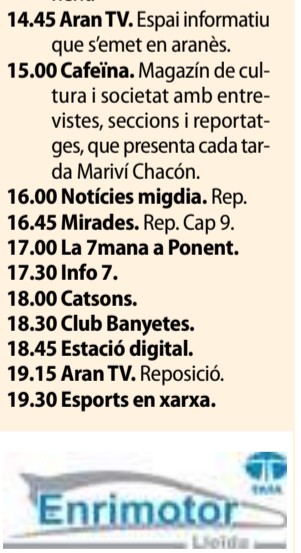 14.45 Aran TV. Espai informatiu
que s'emet en aranès.
15.00 Cafeïna. Magazín de cul-
tura i societat amb entre-
vistes, seccions i reportat-
ges, que presenta cada tar-
da Mariví Chacón.
16.00 Notícies migdia. Rep.
16.45 Mirades. Rep. Cap 9.
17.00 La 7mana a Ponent.
17.30 Info 7.
18.00 Catsons.
18.30 Club Banyetes.
18.45 Estació digital.
19.15 Aran TV. Reposició.
19.30 Esports en xarxa.
TATA
Enrimotor
Lleida